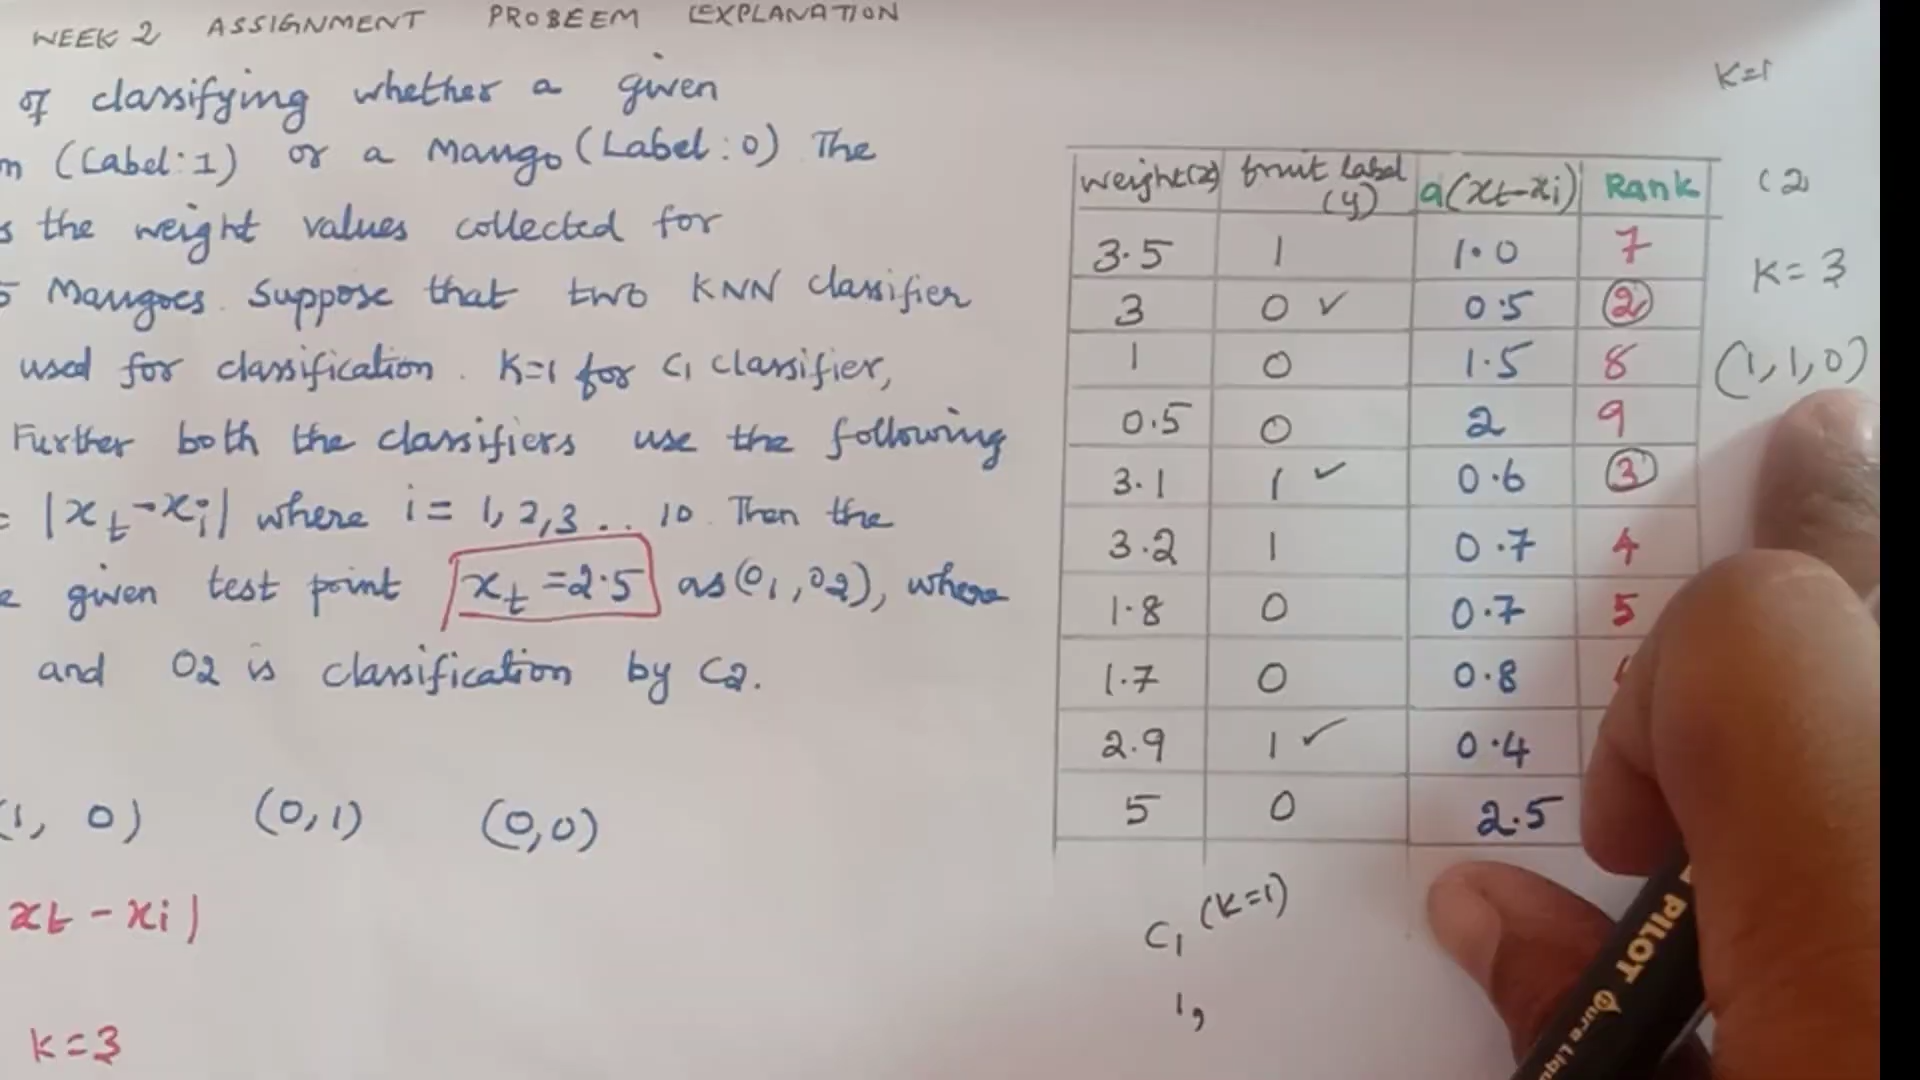 WEEK 2 ASSIGNMENT PROBEEM EXPLANATION
of classifying whether a given
(Label:1) or a Mango (Label:0) The
the weight values collected for
5 Mangoes. Suppose that two KNN classifier
used for classification. K=1 for C1 classifier,
Further both the classifiers use the following
= |xt-xi| where i = 1,2,3 .. 10. Then the
given test point xt = 2.5 as (O1, O2), where
and O2 is classification by C2.
(1, 0) (0,1) (0,0)
xt - xi|
k=3
K=1
weight(x) fruit label (y) d(xt-xi) Rank
3.5 1 1.0 7
3 0 ✓ 0.5 2
1 0 1.5 8
0.5 0 2 9
3.1 1 ✓ 0.6 3
3.2 1 0.7 4
1.8 0 0.7 5
1.7 0 0.8
2.9 1 ✓ 0.4
5 0 2.5
C2
K=3
(1,1,0)
C1 (K=1)
1,
PILOT Pure Liqu